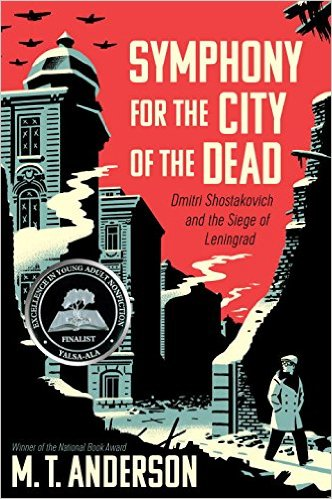 SYMPHONY
FOR THE CITY
OF THE DEAD
Dmitri Shostakovich
and the Siege of
Leningrad
EXCELLENCE IN YOUNG ADULT NONFICTION
FINALIST
YALSA-ALA
Winner of the National Book Award
M. T. ANDERSON